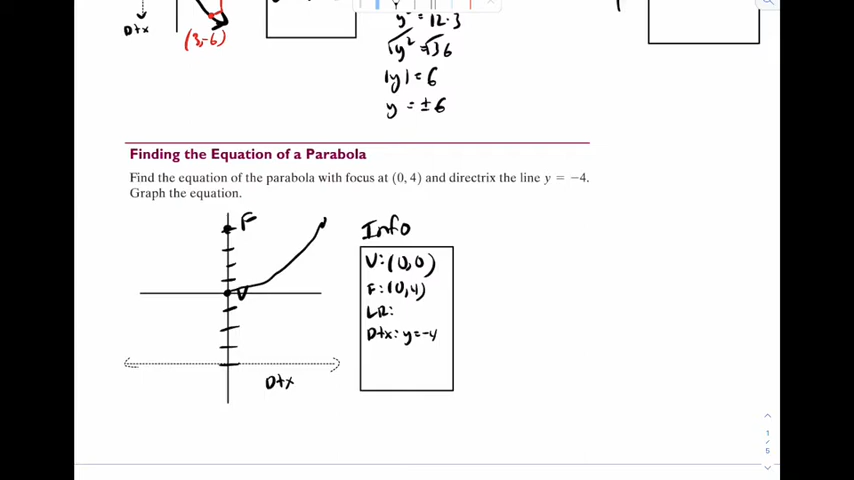 Dtx
(3,-6)
y² = 12·3
√y² = √36
|y| = 6
y = ±6
Finding the Equation of a Parabola
Find the equation of the parabola with focus at (0, 4) and directrix the line y = −4.
Graph the equation.
F
Info
V: (0,0)
V
F: (0,4)
LR:
Dtx: y=-4
Dtx
1
/
5